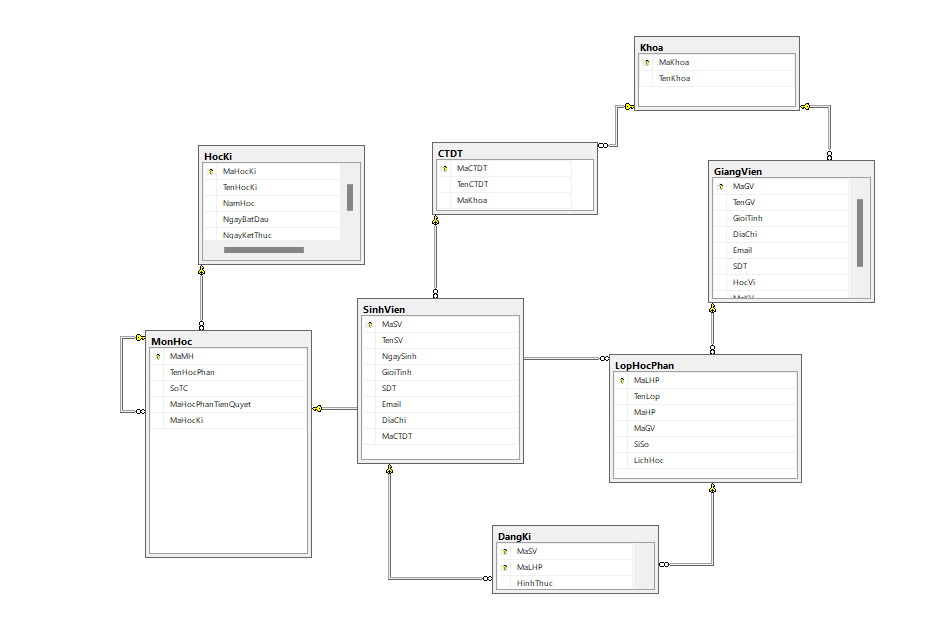 Khoa
MaKhoa
TenKhoa
CTDT
MaCTDT
TenCTDT
MaKhoa
HocKi
MaHocKi
TenHocKi
NamHoc
NgayBatDau
NgayKetThuc
GiangVien
MaGV
TenGV
GioiTinh
DiaChi
Email
SDT
HocVi
SinhVien
MaSV
TenSV
NgaySinh
GioiTinh
SDT
Email
DiaChi
MaCTDT
MonHoc
MaMH
TenHocPhan
SoTC
MaHocPhanTienQuyet
MaHocKi
LopHocPhan
MaLHP
TenLop
MaHP
MaGV
SiSo
LichHoc
DangKi
MaSV
MaLHP
HinhThuc